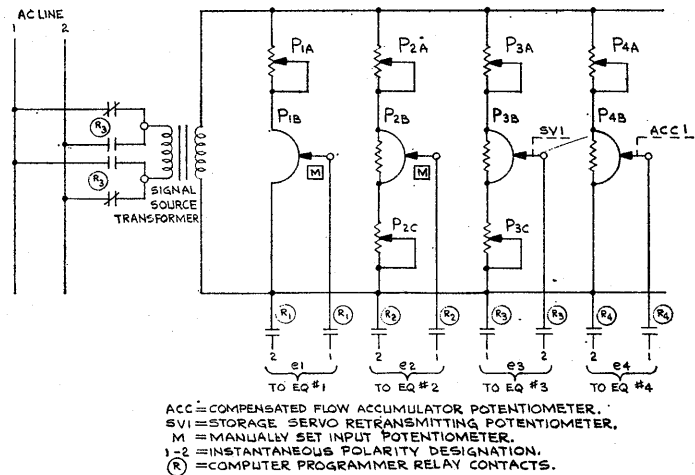 AC LINE
1 2
P1A P2A P3A P4A
P1B P2B P3B P4B
R3
SV1 ACC1
M M
R3
SIGNAL
SOURCE
TRANSFORMER
P2C P3C
R1 R1 R2 R2 R3 R3 R4 R4
2 1 2 1 1 2 2 1
e1 e2 e3 e4
TO EQ #1 TO EQ #2 TO EQ #3 TO EQ #4
ACC = COMPENSATED FLOW ACCUMULATOR POTENTIOMETER.
SV1 = STORAGE SERVO RETRANSMITTING POTENTIOMETER.
M = MANUALLY SET INPUT POTENTIOMETER.
1-2 = INSTANTANEOUS POLARITY DESIGNATION.
R = COMPUTER PROGRAMMER RELAY CONTACTS.